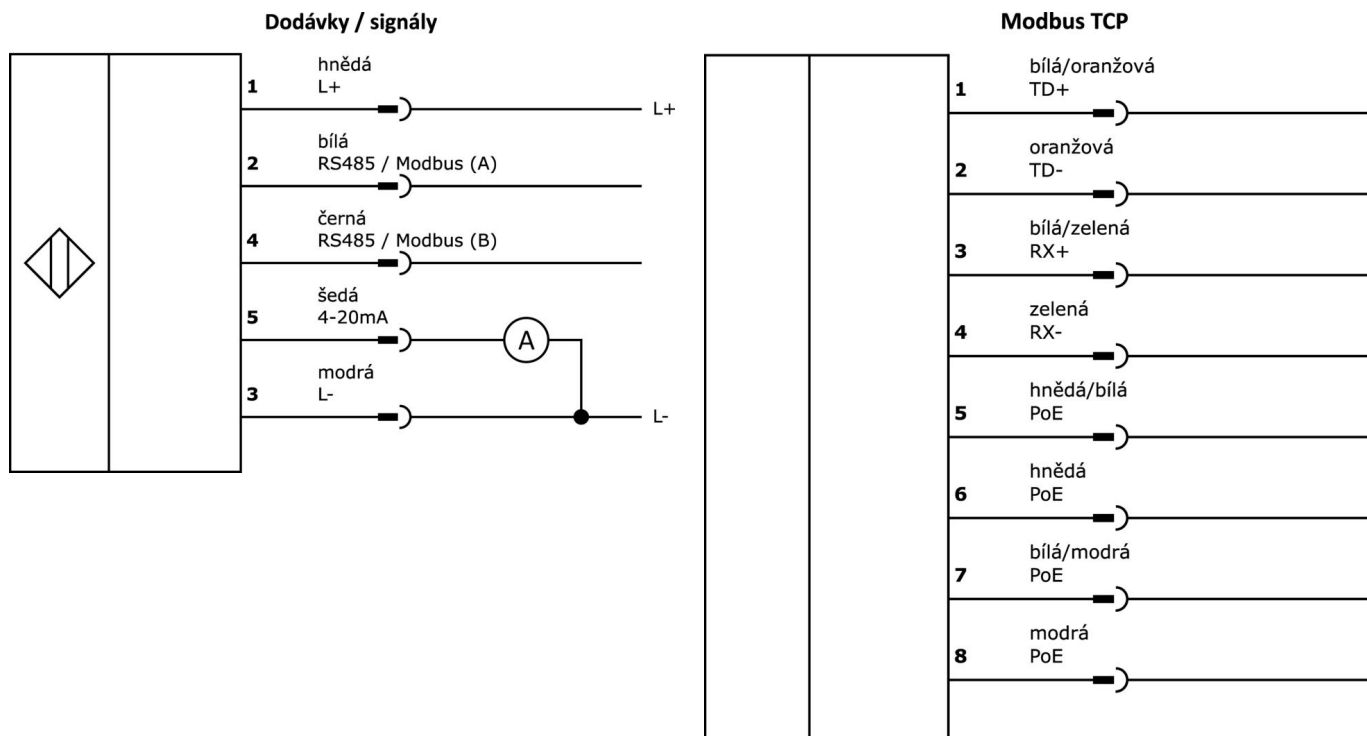 Dodávky / signály
hnědá
1 L+
L+
bílá
2 RS485 / Modbus (A)
černá
4 RS485 / Modbus (B)
šedá
5 4-20mA
A
modrá
3 L-
L-
Modbus TCP
bílá/oranžová
1 TD+
oranžová
2 TD-
bílá/zelená
3 RX+
zelená
4 RX-
hnědá/bílá
5 PoE
hnědá
6 PoE
bílá/modrá
7 PoE
modrá
8 PoE